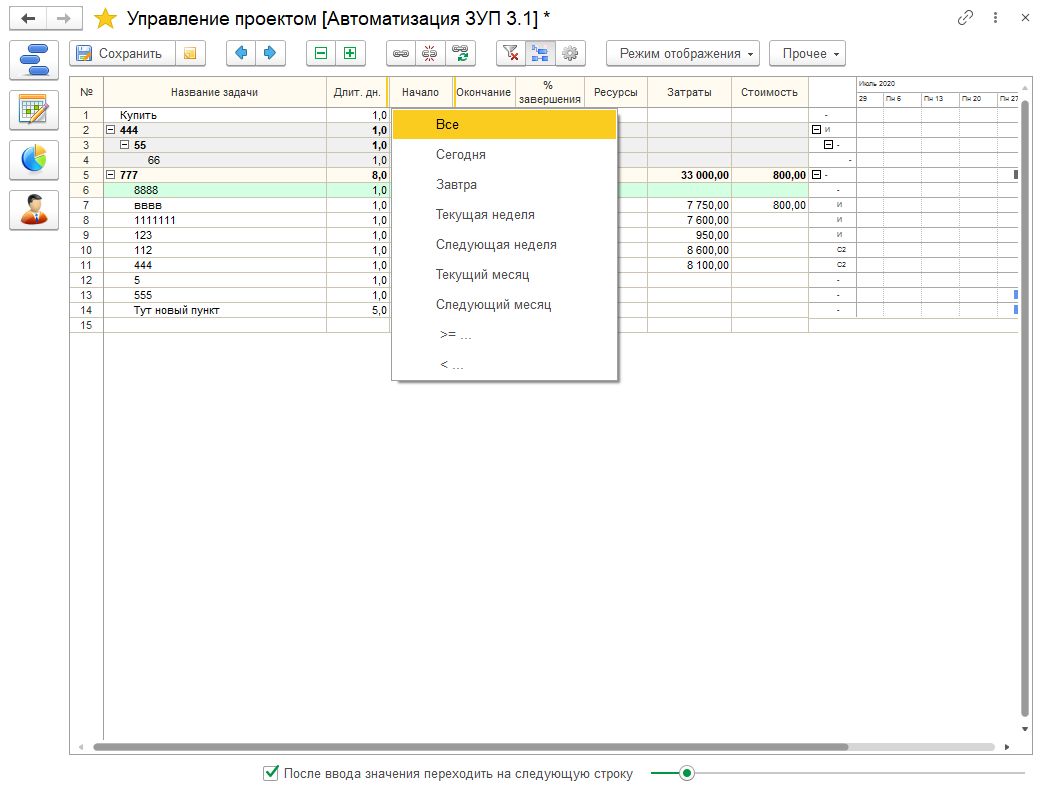 Управление проектом [Автоматизация ЗУП 3.1] *
Сохранить
Режим отображения
Прочее
№ Название задачи Длит. дн. Начало Окончание % завершения Ресурсы Затраты Стоимость
Июль 2020
29 Пн 6 Пн 13 Пн 20 Пн 27
1 Купить 1,0 -
2 444 1,0 И
3 55 1,0 -
4 66 1,0 -
5 777 8,0 33 000,00 800,00 -
6 8888 1,0 -
7 вввв 1,0 7 750,00 800,00 И
8 1111111 1,0 7 600,00 И
9 123 1,0 950,00 И
10 112 1,0 8 600,00 С2
11 444 1,0 8 100,00 С2
12 5 1,0 -
13 555 1,0 -
14 Тут новый пункт 5,0 -
15
Все
Сегодня
Завтра
Текущая неделя
Следующая неделя
Текущий месяц
Следующий месяц
>= ...
< ...
После ввода значения переходить на следующую строку